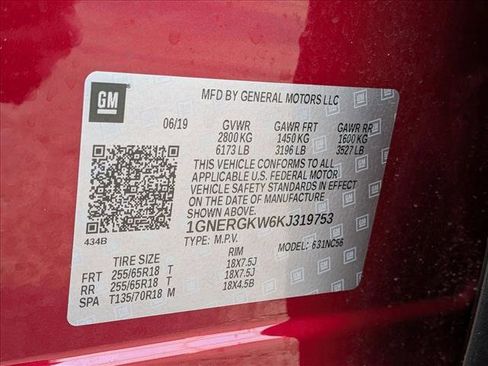 GM
MFD BY GENERAL MOTORS LLC
06/19 GVWR GAWR FRT GAWR RR
2800 KG 1450 KG 1600 KG
6173 LB 3196 LB 3527 LB
THIS VEHICLE CONFORMS TO ALL
APPLICABLE U.S. FEDERAL MOTOR
VEHICLE SAFETY STANDARDS IN EFFECT
ON THE DATE OF MANUFACTURE
SHOWN ABOVE.
1GNERGKW6KJ319753
434B TYPE: M.P.V. MODEL: 631NC56
TIRE SIZE RIM
FRT 255/65R18 T 18X7.5J
RR 255/65R18 T 18X7.5J
SPA T135/70R18 M 18X4.5B